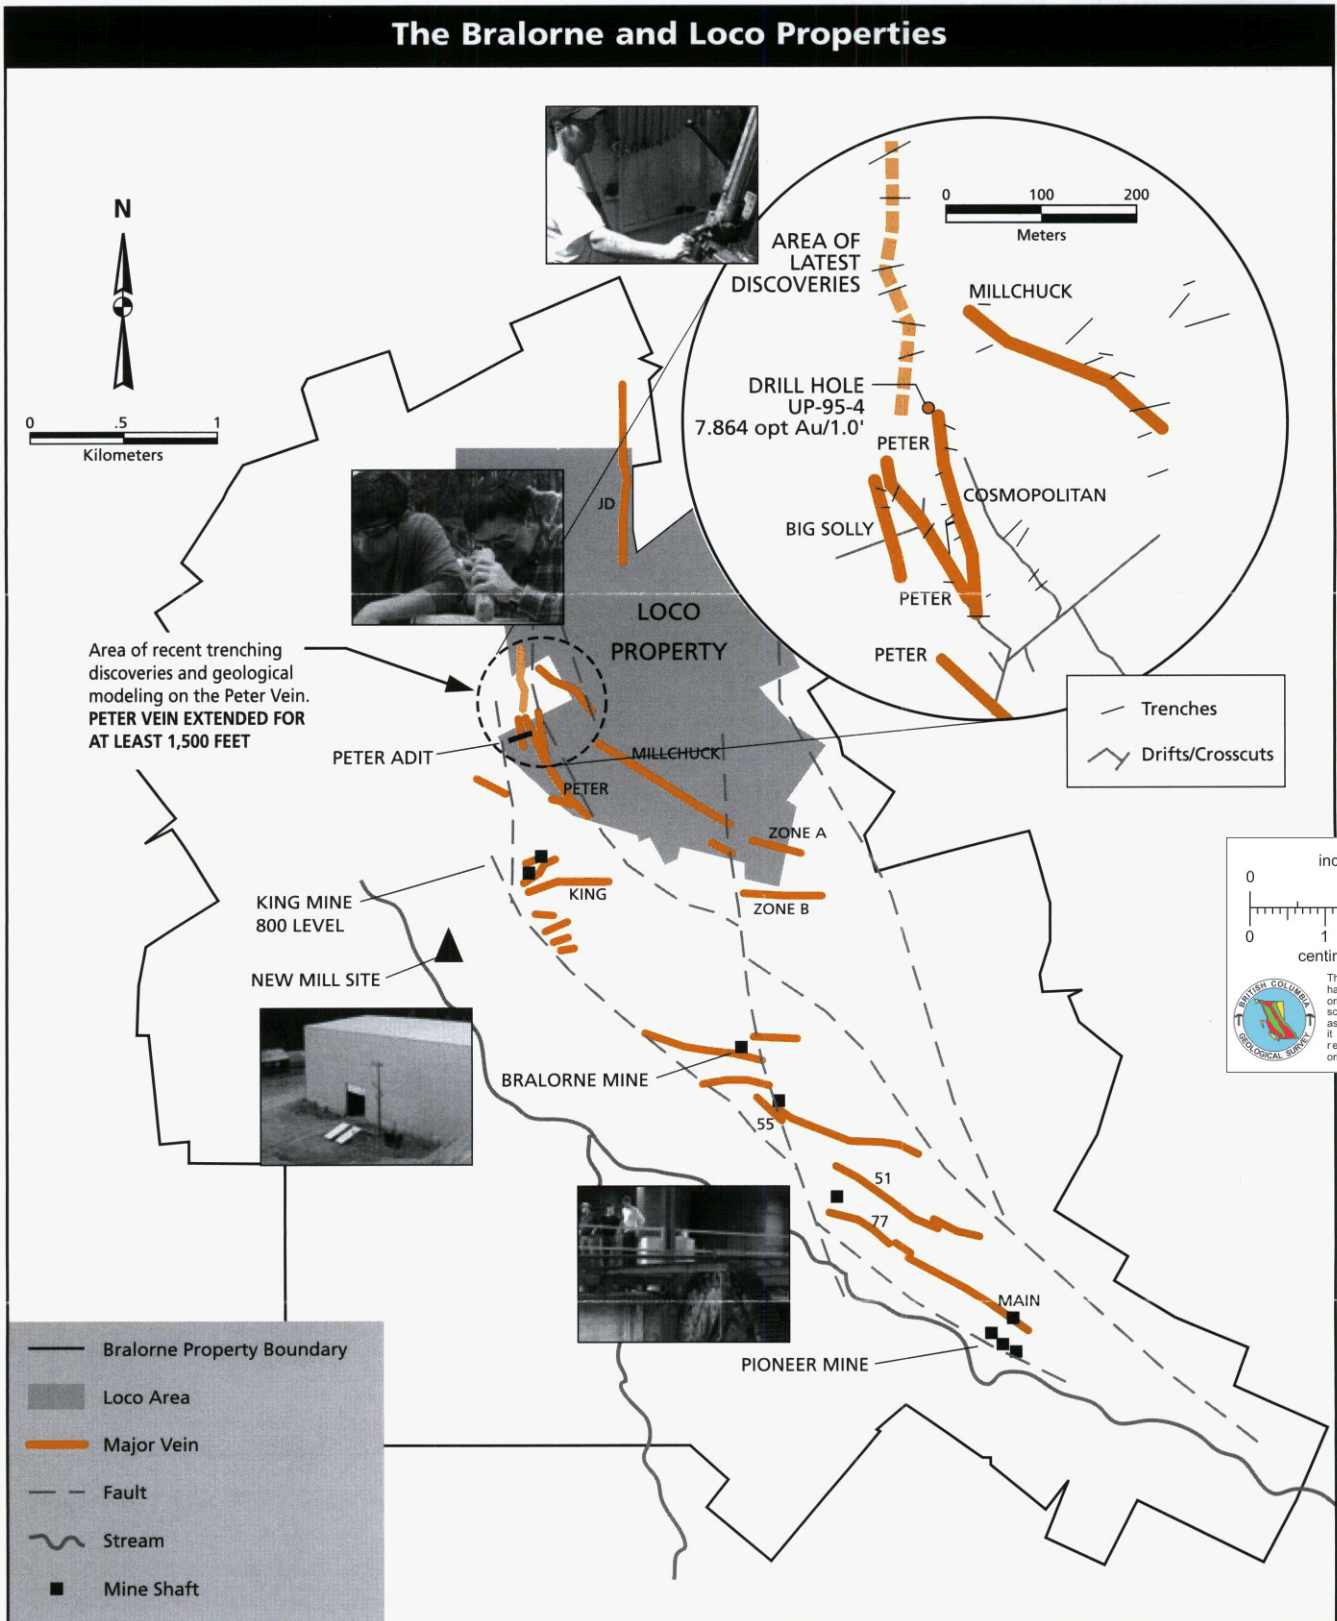 The Bralorne and Loco Properties
N
0 .5 1
Kilometers
0 100 200
Meters
AREA OF
LATEST
DISCOVERIES
MILLCHUCK
DRILL HOLE
UP-95-4
7.864 opt Au/1.0'
PETER
COSMOPOLITAN
BIG SOLLY
PETER
PETER
Trenches
Drifts/Crosscuts
JD
LOCO
PROPERTY
Area of recent trenching
discoveries and geological
modeling on the Peter Vein.
PETER VEIN EXTENDED FOR
AT LEAST 1,500 FEET
PETER ADIT
MILLCHUCK
PETER
ZONE A
KING
ZONE B
KING MINE
800 LEVEL
NEW MILL SITE
BRALORNE MINE
55
51
77
MAIN
PIONEER MINE
0
0 1
BRITISH COLUMBIA
GEOLOGICAL SURVEY
Bralorne Property Boundary
Loco Area
Major Vein
Fault
Stream
Mine Shaft